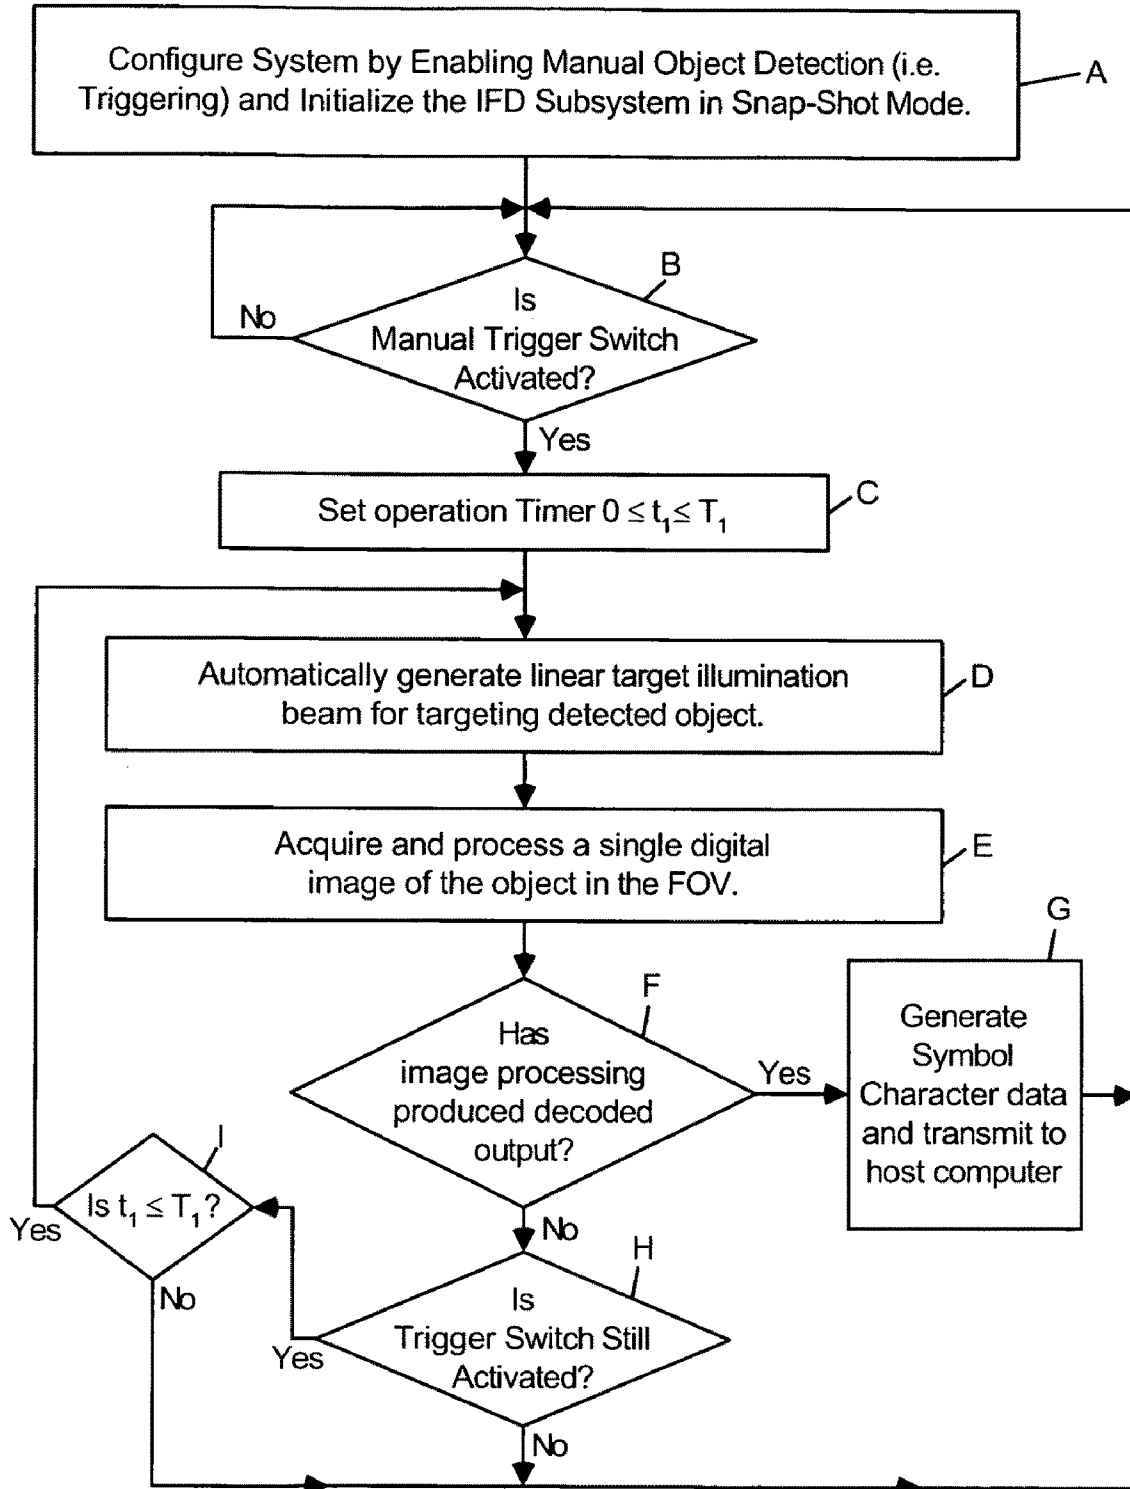 Configure System by Enabling Manual Object Detection (i.e.
Triggering) and Initialize the IFD Subsystem in Snap-Shot Mode.
A
B
Is
Manual Trigger Switch
Activated?
No
Yes
Set operation Timer 0 ≤ t₁ ≤ T₁
C
Automatically generate linear target illumination
beam for targeting detected object.
D
Acquire and process a single digital
image of the object in the FOV.
E
F
Has
image processing
produced decoded
output?
Yes
G
Generate
Symbol
Character data
and transmit to
host computer
No
I
Is t₁ ≤ T₁?
Yes
No
H
Is
Trigger Switch Still
Activated?
Yes
No